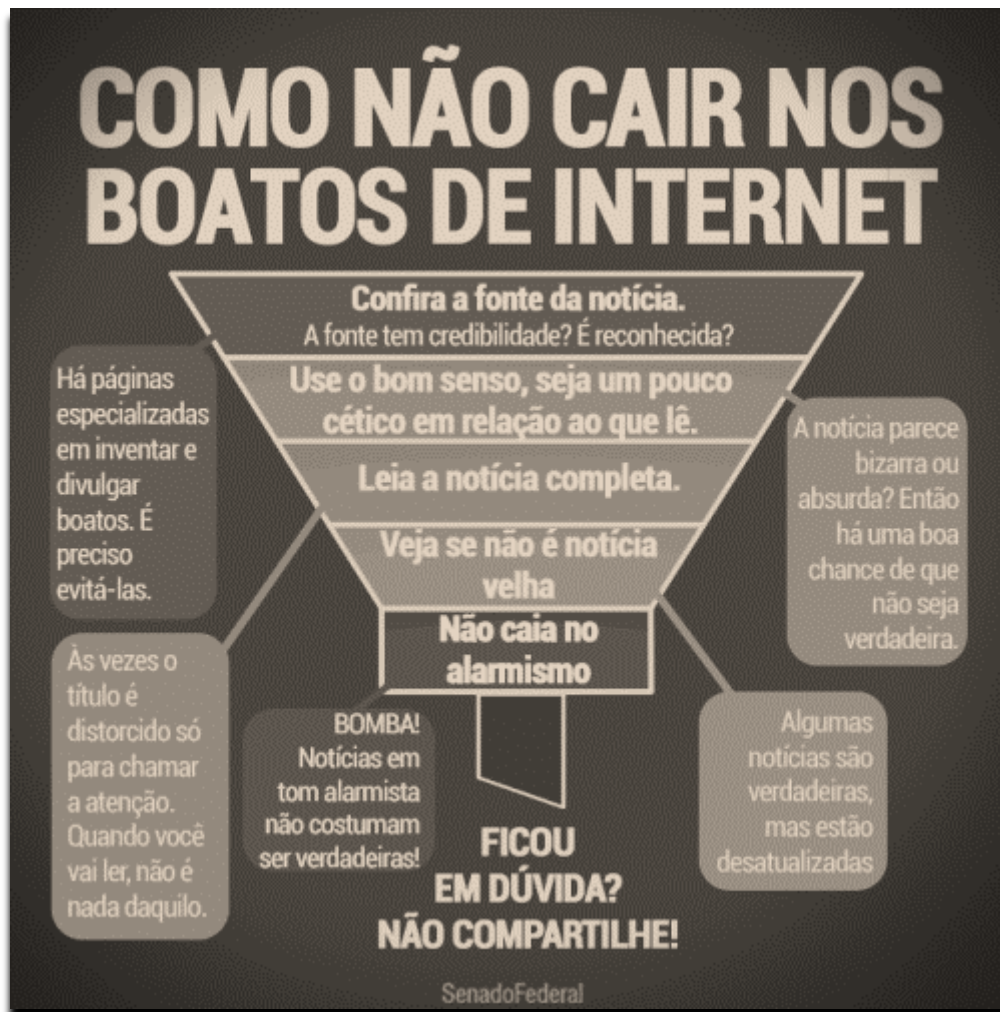 COMO NÃO CAIR NOS
BOATOS DE INTERNET
Confira a fonte da notícia.
A fonte tem credibilidade? É reconhecida?
Há páginas
especializadas
em inventar e
divulgar
boatos. É
preciso
evitá-las.
Use o bom senso, seja um pouco
cético em relação ao que lê.
A notícia parece
bizarra ou
absurda? Então
há uma boa
chance de que
não seja
verdadeira.
Leia a notícia completa.
Às vezes o
título é
distorcido só
para chamar
a atenção.
Quando você
vai ler, não é
nada daquilo.
Veja se não é notícia
velha
Algumas
notícias são
verdadeiras,
mas estão
desatualizadas
Não caia no
alarmismo
BOMBA!
Notícias em
tom alarmista
não costumam
ser verdadeiras!
FICOU
EM DÚVIDA?
NÃO COMPARTILHE!
SenadoFederal